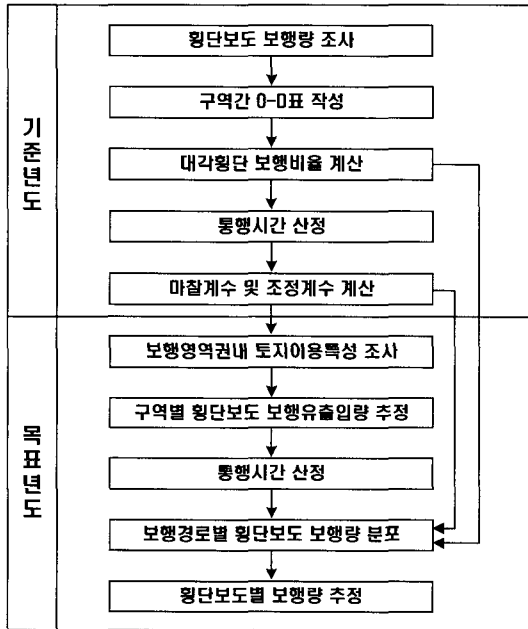 기준년도
횡단보도 보행량 조사
구역간 O-D표 작성
대각횡단 보행비율 계산
통행시간 산정
마찰계수 및 조정계수 계산
목표년도
보행영역권내 토지이용특성 조사
구역별 횡단보도 보행유출입량 추정
통행시간 산정
보행경로별 횡단보도 보행량 분포
횡단보도별 보행량 추정